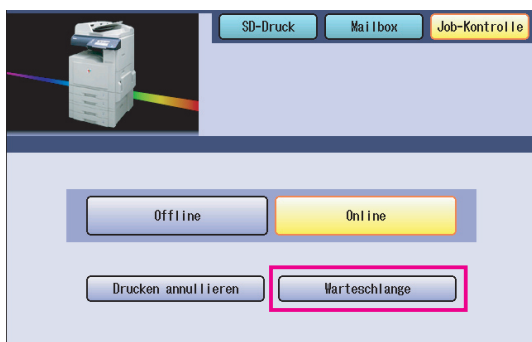 SD-Druck Mailbox Job-Kontrolle
Offline Online
Drucken annullieren Warteschlange